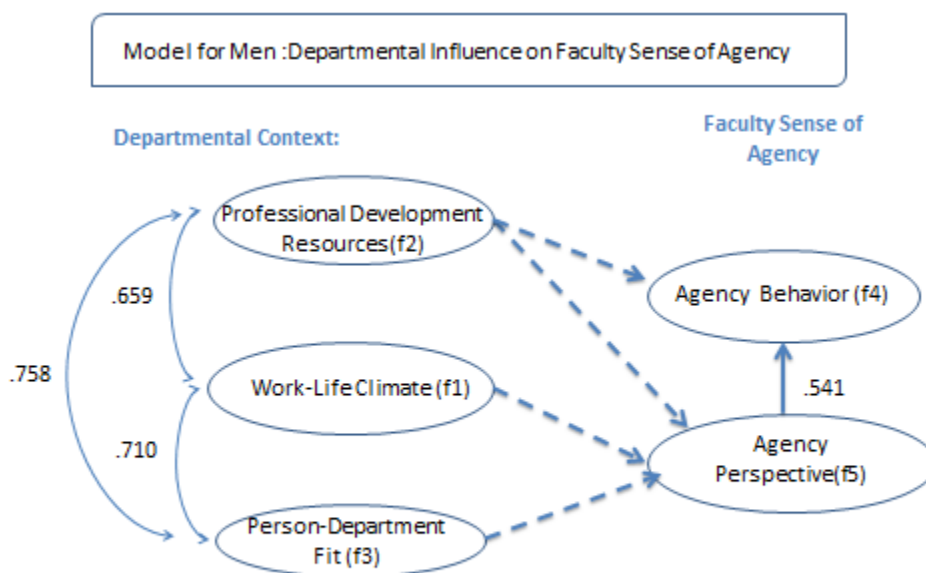 Model for Men :Departmental Influence on Faculty Sense of Agency
Departmental Context:
Faculty Sense of
Agency
Professional Development
Resources(f2)
.659
Agency Behavior (f4)
.758
Work-Life Climate (f1)
.541
.710
Agency
Perspective(f5)
Person-Department
Fit (f3)